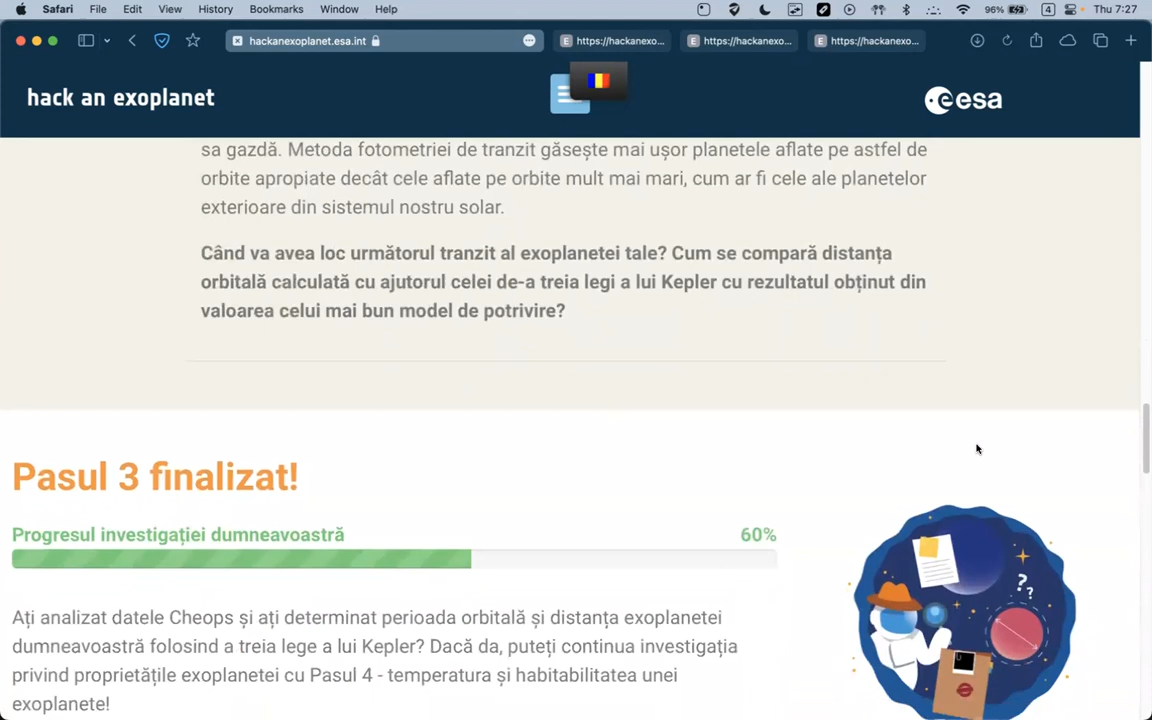 Safari File Edit View History Bookmarks Window Help 96% 4 Thu 7:27
hackanexoplanet.esa.int https://hackanexo... https://hackanexo... https://hackanexo...
hack an exoplanet
esa
sa gazdă. Metoda fotometriei de tranzit găsește mai ușor planetele aflate pe astfel de
orbite apropiate decât cele aflate pe orbite mult mai mari, cum ar fi cele ale planetelor
exterioare din sistemul nostru solar.
Când va avea loc următorul tranzit al exoplanetei tale? Cum se compară distanța
orbitală calculată cu ajutorul celei de-a treia legi a lui Kepler cu rezultatul obținut din
valoarea celui mai bun model de potrivire?
Pasul 3 finalizat!
Progresul investigației dumneavoastră 60%
Ați analizat datele Cheops și ați determinat perioada orbitală și distanța exoplanetei
dumneavoastră folosind a treia lege a lui Kepler? Dacă da, puteți continua investigația
privind proprietățile exoplanetei cu Pasul 4 - temperatura și habitabilitatea unei
exoplanete!
??